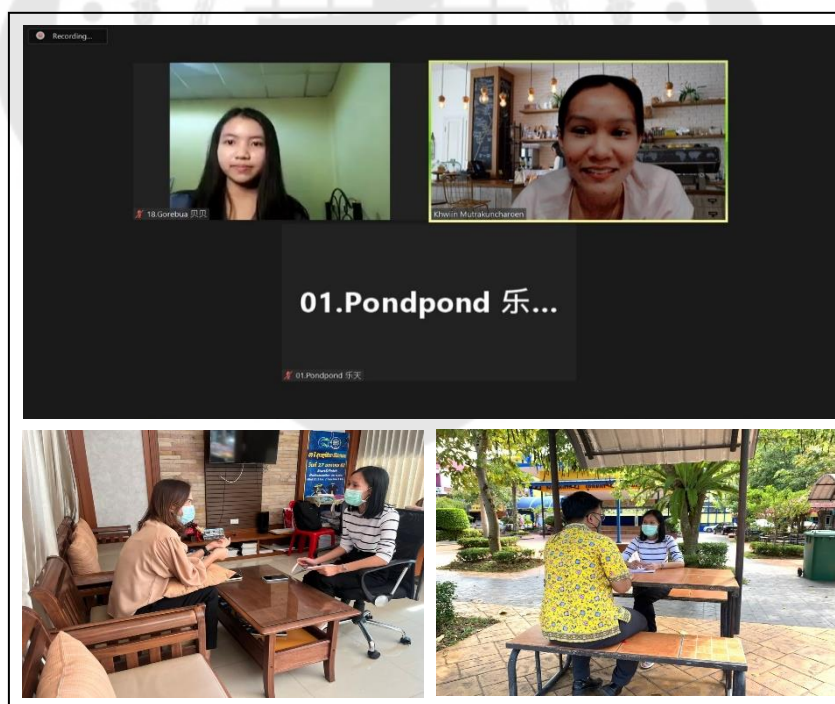 Recording...
18.Gorebua 贝贝
Khwiin Mutrakuncharoen
01.Pondpond 乐...
01.Pondpond 乐天